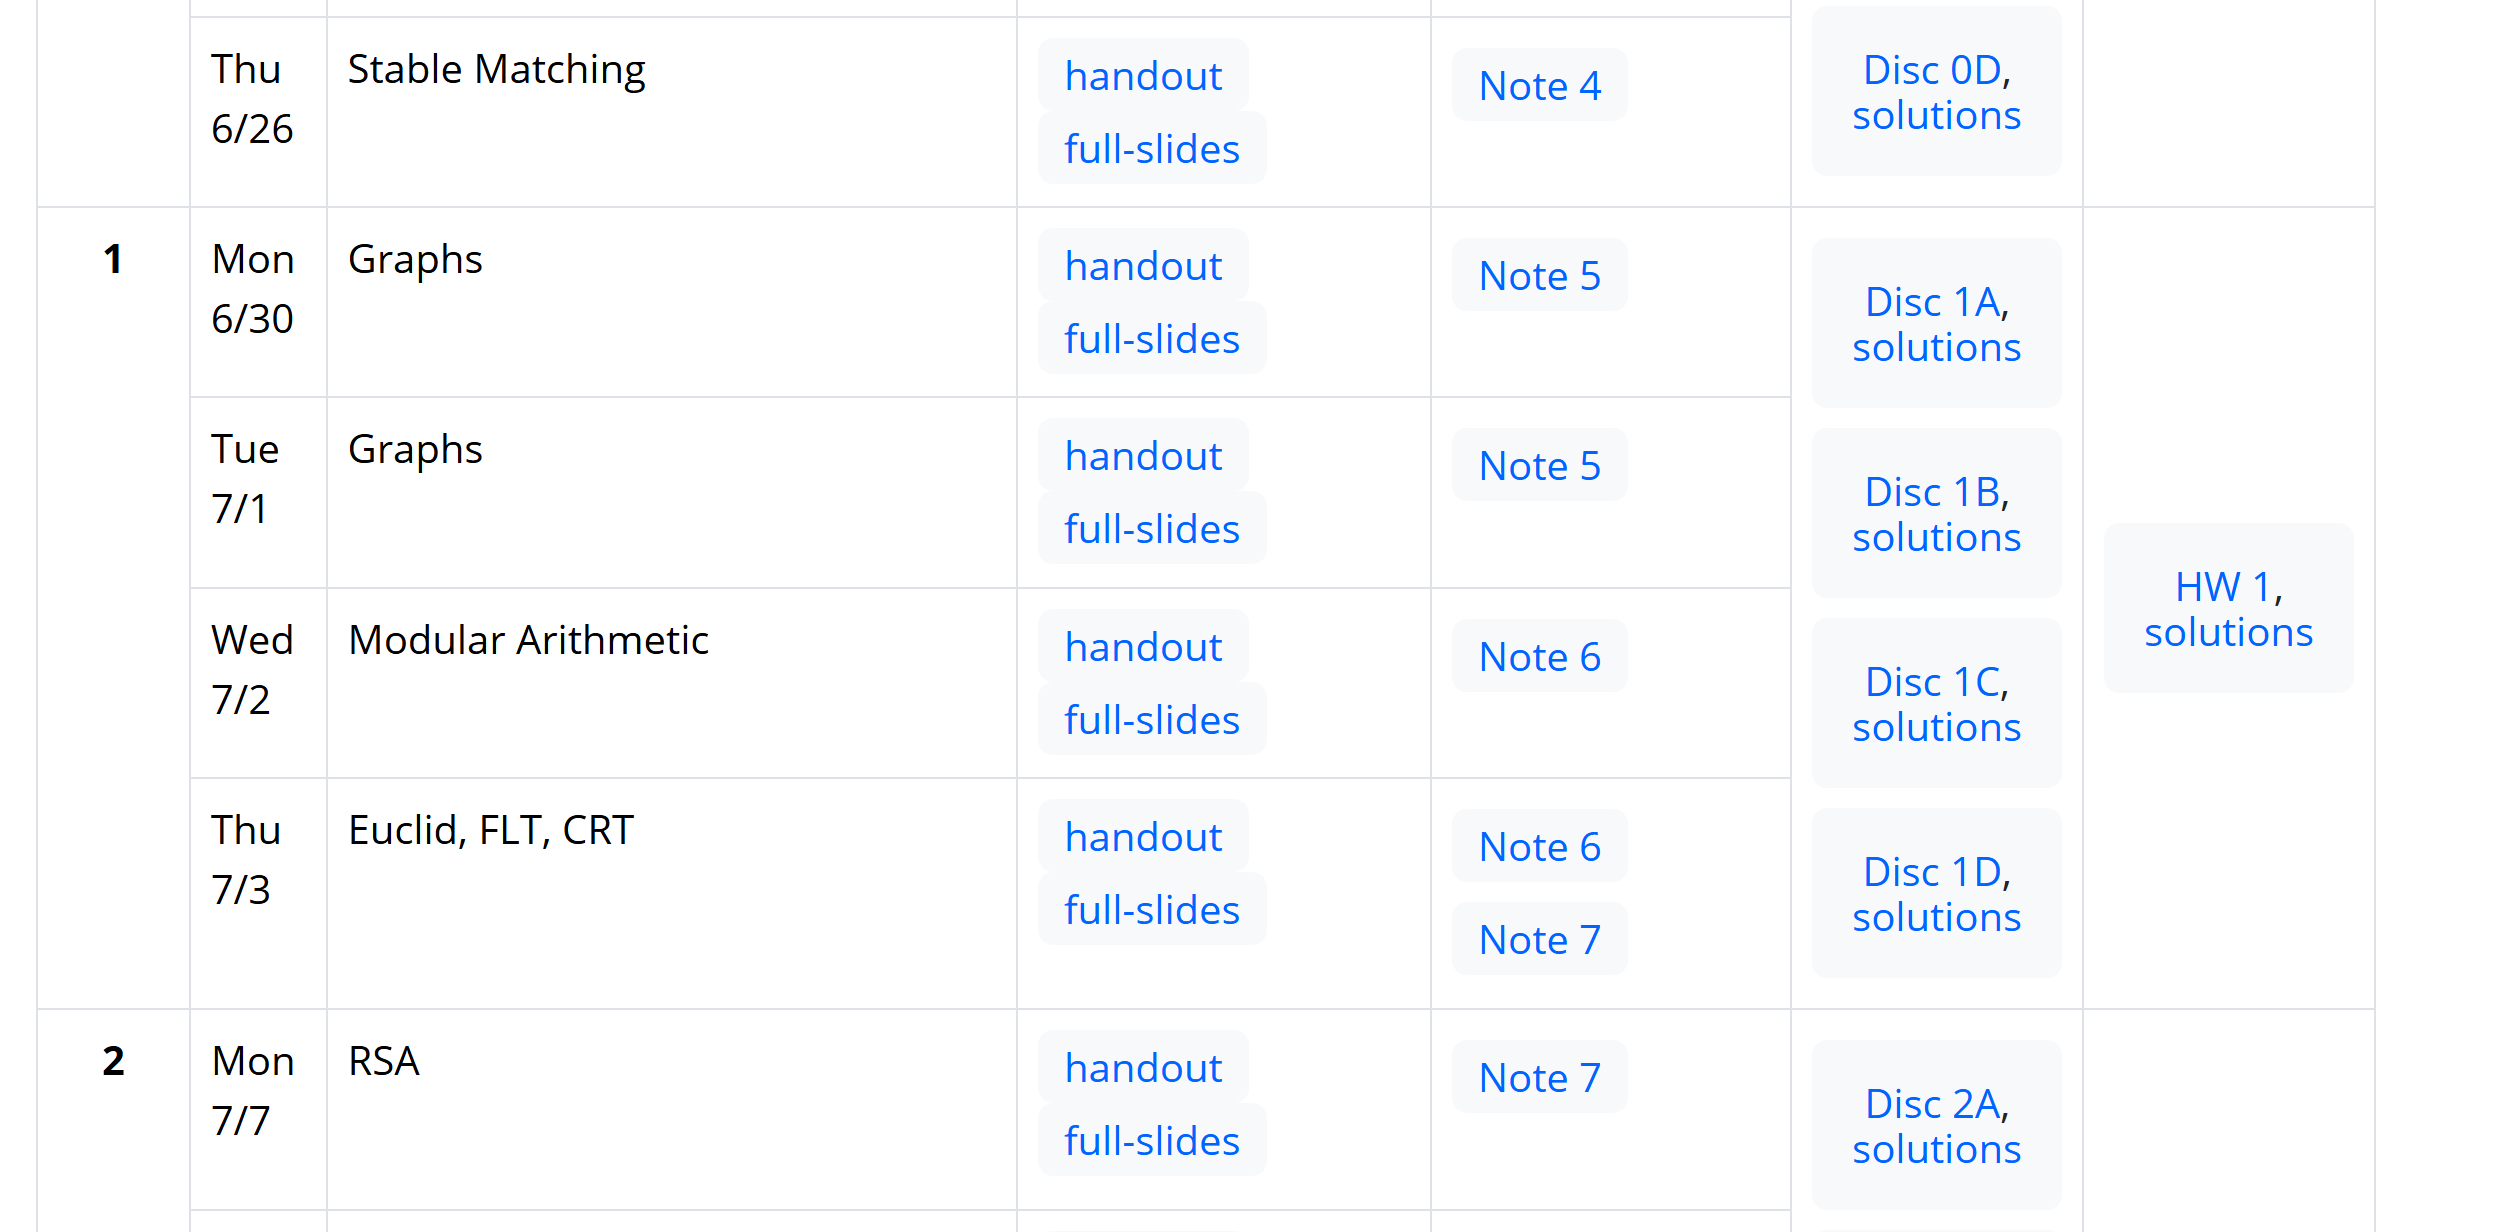 Thu
6/26
Stable Matching
handout
full-slides
Note 4
Disc 0D,
solutions
1
Mon
6/30
Graphs
handout
full-slides
Note 5
Disc 1A,
solutions
Tue
7/1
Graphs
handout
full-slides
Note 5
Disc 1B,
solutions
HW 1,
solutions
Wed
7/2
Modular Arithmetic
handout
full-slides
Note 6
Disc 1C,
solutions
Thu
7/3
Euclid, FLT, CRT
handout
full-slides
Note 6
Note 7
Disc 1D,
solutions
2
Mon
7/7
RSA
handout
full-slides
Note 7
Disc 2A,
solutions